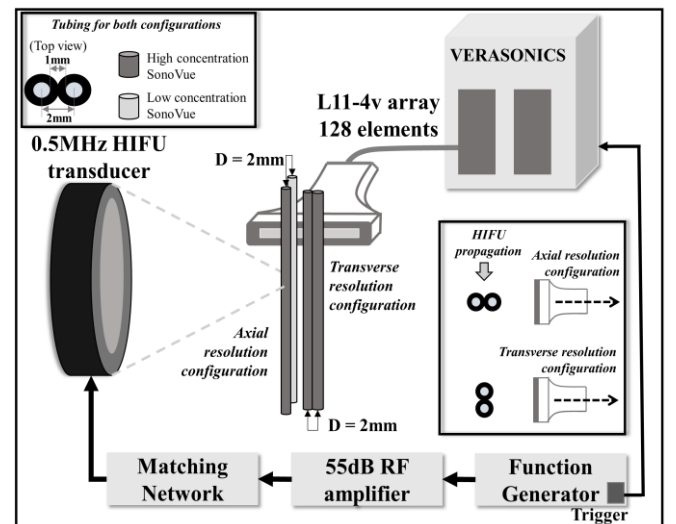 Tubing for both configurations
(Top view)
1mm
2mm
High concentration
SonoVue
Low concentration
SonoVue
VERASONICS
L11-4v array
128 elements
0.5MHz HIFU
transducer
D = 2mm
Transverse
resolution
configuration
Axial
resolution
configuration
D = 2mm
HIFU
propagation
Axial resolution
configuration
Transverse resolution
configuration
Matching
Network
55dB RF
amplifier
Function
Generator
Trigger